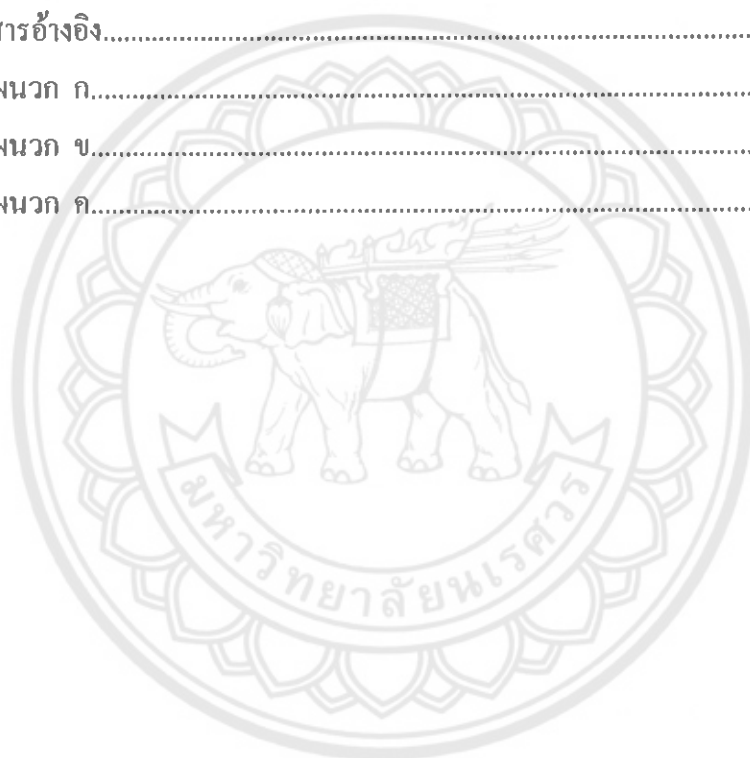 สารอ้างอิง
ผนวก ก
ผนวก ข
ผนวก ค
มหาวิทยาลัยนเรศวร